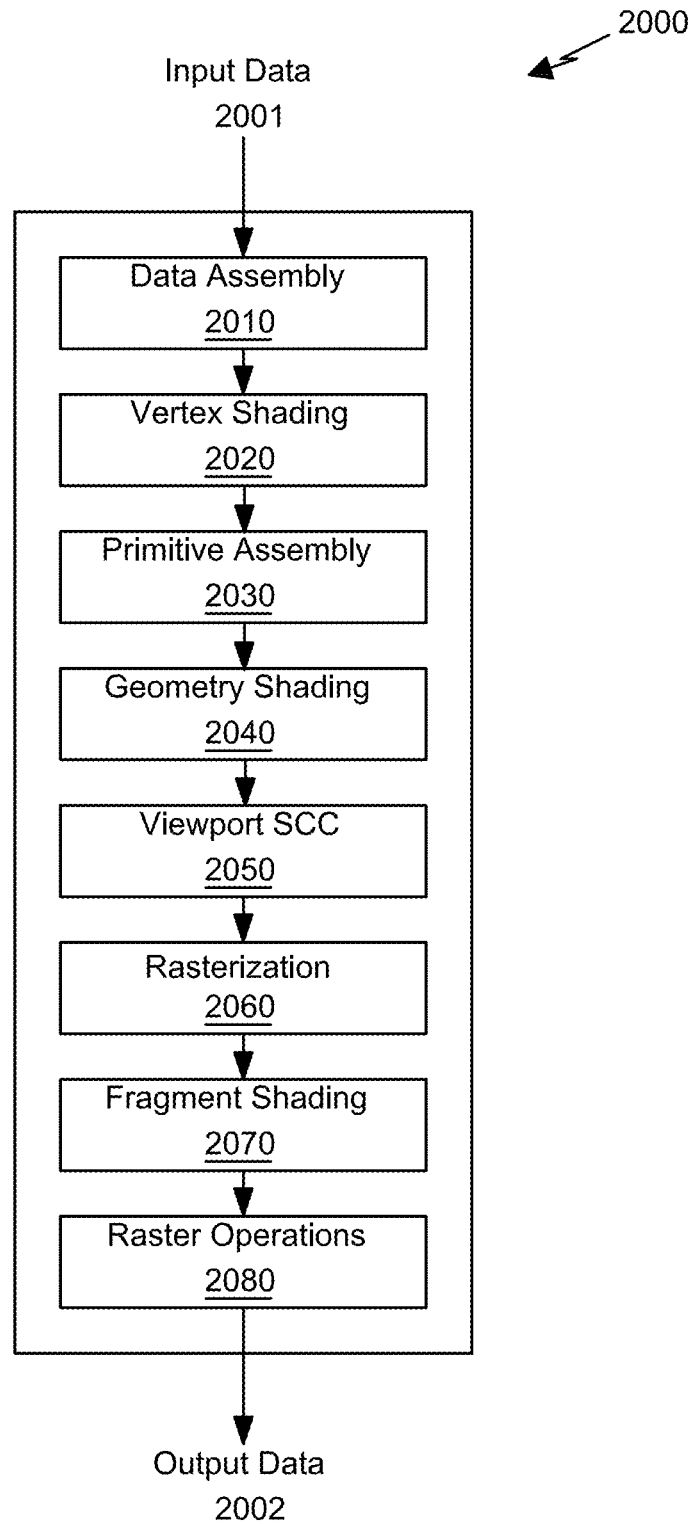 2000
Input Data
2001
Data Assembly
2010
Vertex Shading
2020
Primitive Assembly
2030
Geometry Shading
2040
Viewport SCC
2050
Rasterization
2060
Fragment Shading
2070
Raster Operations
2080
Output Data
2002